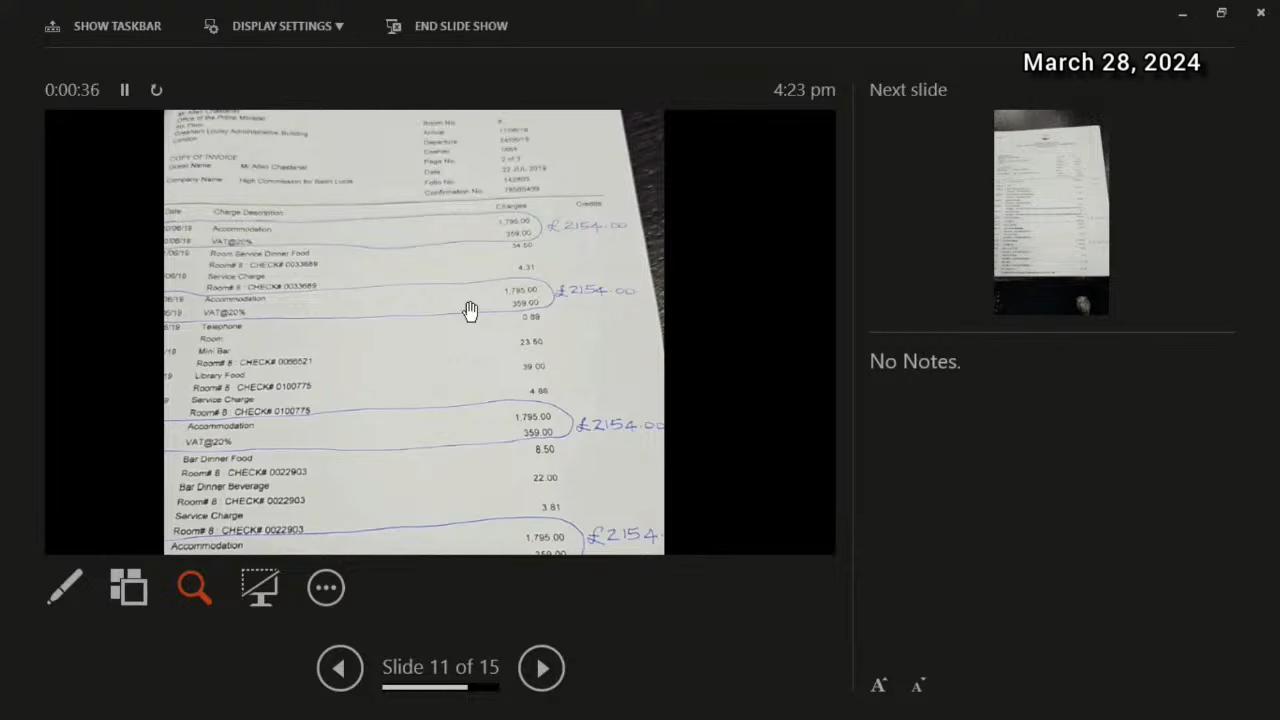 SHOW TASKBAR DISPLAY SETTINGS ▼ END SLIDE SHOW
March 28, 2024
0:00:36 4:23 pm Next slide
Office of the Prime Minister
Greaham Louisy Administrative Building
London
Room No.
Arrival
Departure
Cashier
Page No. 2 of 3
Date 22 JUL 2019
Folio No.
Confirmation No.
COPY OF INVOICE
Guest Name Mr Allen Chastanet
Company Name High Commission for Saint Lucia
Date Charge Description Charges Credits
Accommodation 1,795.00 £2154.00
VAT@20% 359.00
Room Service Dinner Food 34.50
Room# 8 : CHECK# 0033689
Service Charge 4.31
Room# 8 : CHECK# 0033689
Accommodation 1,795.00 £2154.00
VAT@20% 359.00
Telephone 0.89
Room
Mini Bar 23.50
Room# 8 : CHECK# 0066521
Library Food 39.00
Room# 8 : CHECK# 0100775
Service Charge 4.88
Room# 8 : CHECK# 0100775
Accommodation 1,795.00 £2154.00
VAT@20% 359.00
Bar Dinner Food 8.50
Room# 8 : CHECK# 0022903
Bar Dinner Beverage 22.00
Room# 8 : CHECK# 0022903
Service Charge 3.81
Room# 8 : CHECK# 0022903
Accommodation 1,795.00 £2154.
359.00
No Notes.
Slide 11 of 15
A A